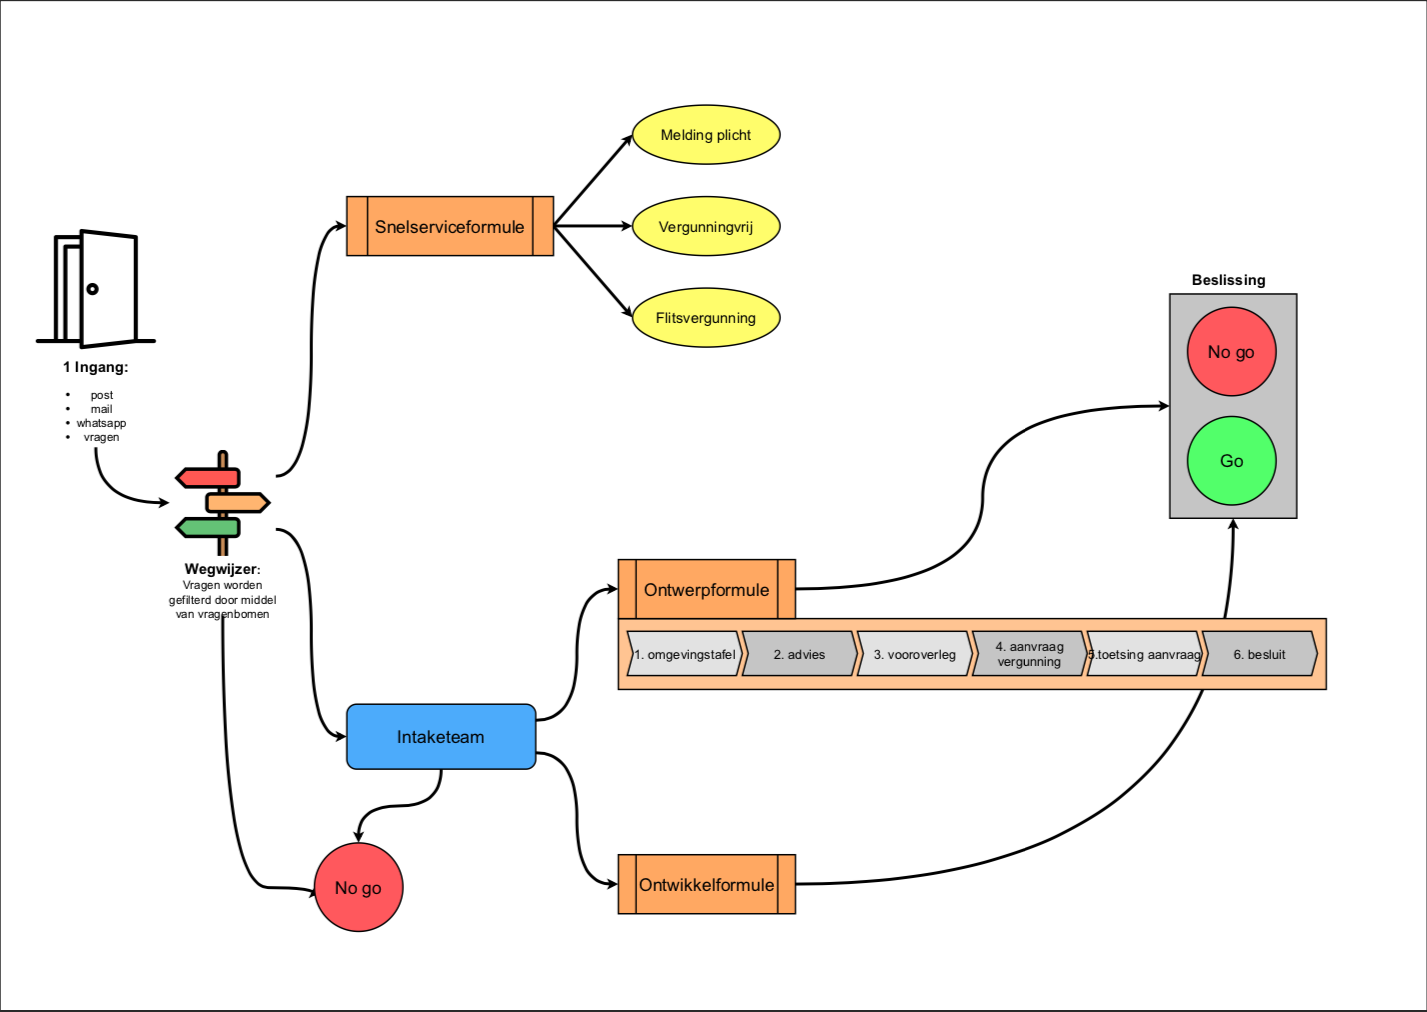 1 Ingang:
• post
• mail
• whatsapp
• vragen
Wegwijzer:
Vragen worden
gefilterd door middel
van vragenbomen
Snelserviceformule
Melding plicht
Vergunningvrij
Flitsvergunning
Intaketeam
No go
Ontwerpformule
1. omgevingstafel
2. advies
3. vooroverleg
4. aanvraag
vergunning
5.toetsing aanvraag
6. besluit
Ontwikkelformule
Beslissing
No go
Go